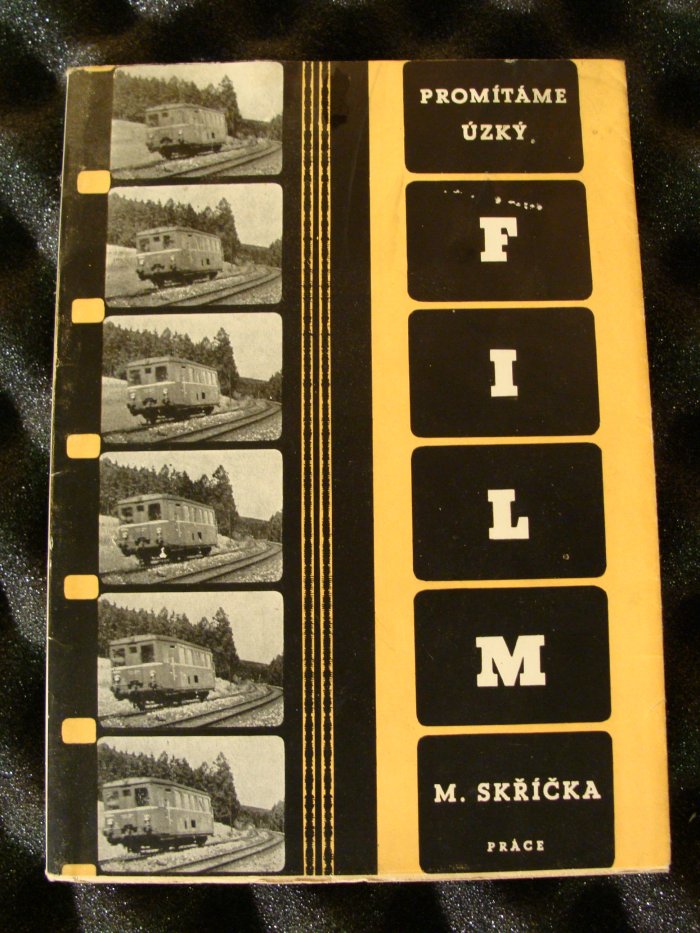 PROMÍTÁME
ÚZKÝ
F
I
L
M
M. SKŘÍČKA
PRÁCE